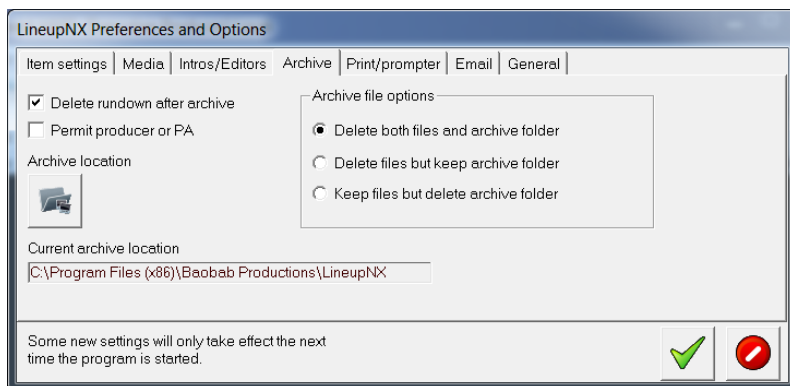 LineupNX Preferences and Options
Item settings Media Intros/Editors Archive Print/prompter Email General
Delete rundown after archive
Permit producer or PA
Archive location
Archive file options
Delete both files and archive folder
Delete files but keep archive folder
Keep files but delete archive folder
Current archive location
C:\Program Files (x86)\Baobab Productions\LineupNX
Some new settings will only take effect the next
time the program is started.